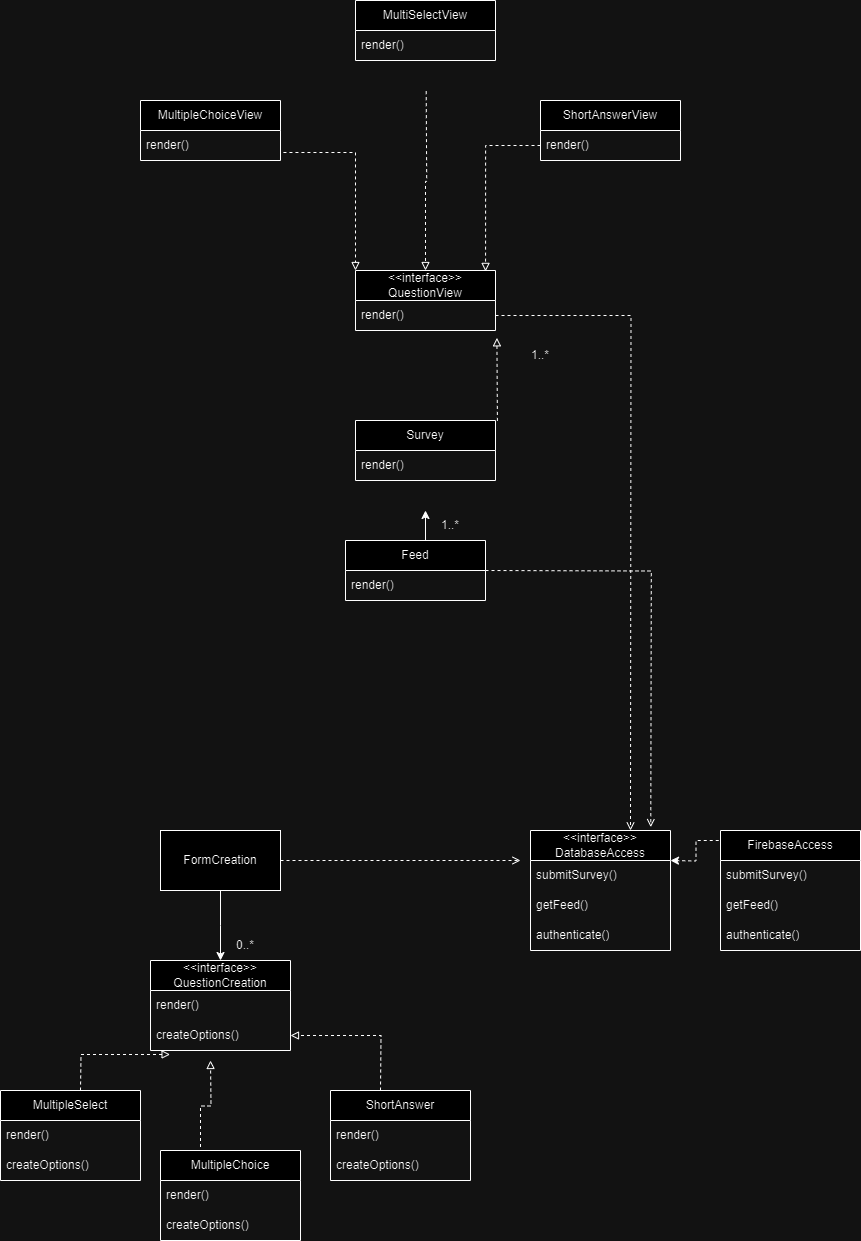 MultiSelectView
render()
MultipleChoiceView
render()
ShortAnswerView
render()
<<interface>>
QuestionView
render()
1..*
Survey
render()
1..*
Feed
render()
FormCreation
<<interface>>
DatabaseAccess
submitSurvey()
getFeed()
authenticate()
FirebaseAccess
submitSurvey()
getFeed()
authenticate()
0..*
<<interface>>
QuestionCreation
render()
createOptions()
MultipleSelect
render()
createOptions()
MultipleChoice
render()
createOptions()
ShortAnswer
render()
createOptions()